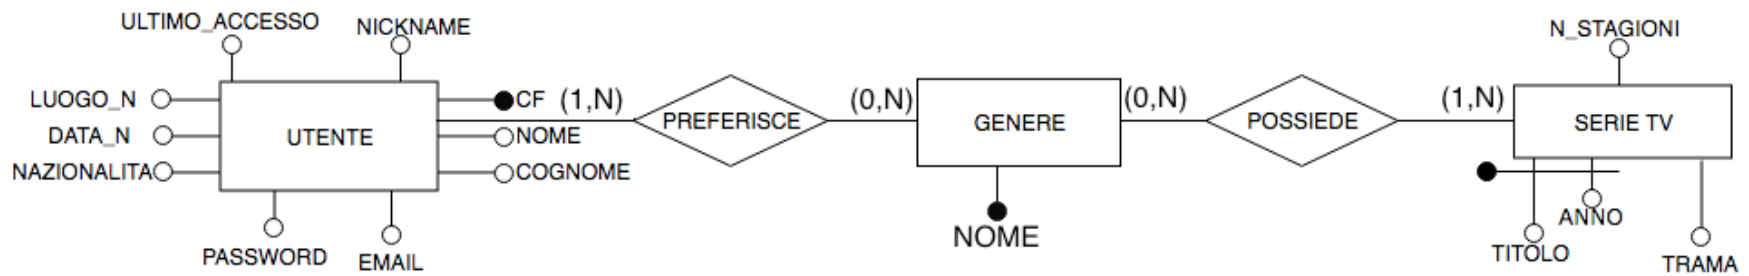 ULTIMO_ACCESSO
NICKNAME
N_STAGIONI
LUOGO_N
CF
(1,N)
(0,N)
(0,N)
(1,N)
DATA_N
UTENTE
NOME
PREFERISCE
GENERE
POSSIEDE
SERIE TV
NAZIONALITA
COGNOME
PASSWORD
EMAIL
NOME
TITOLO
ANNO
TRAMA